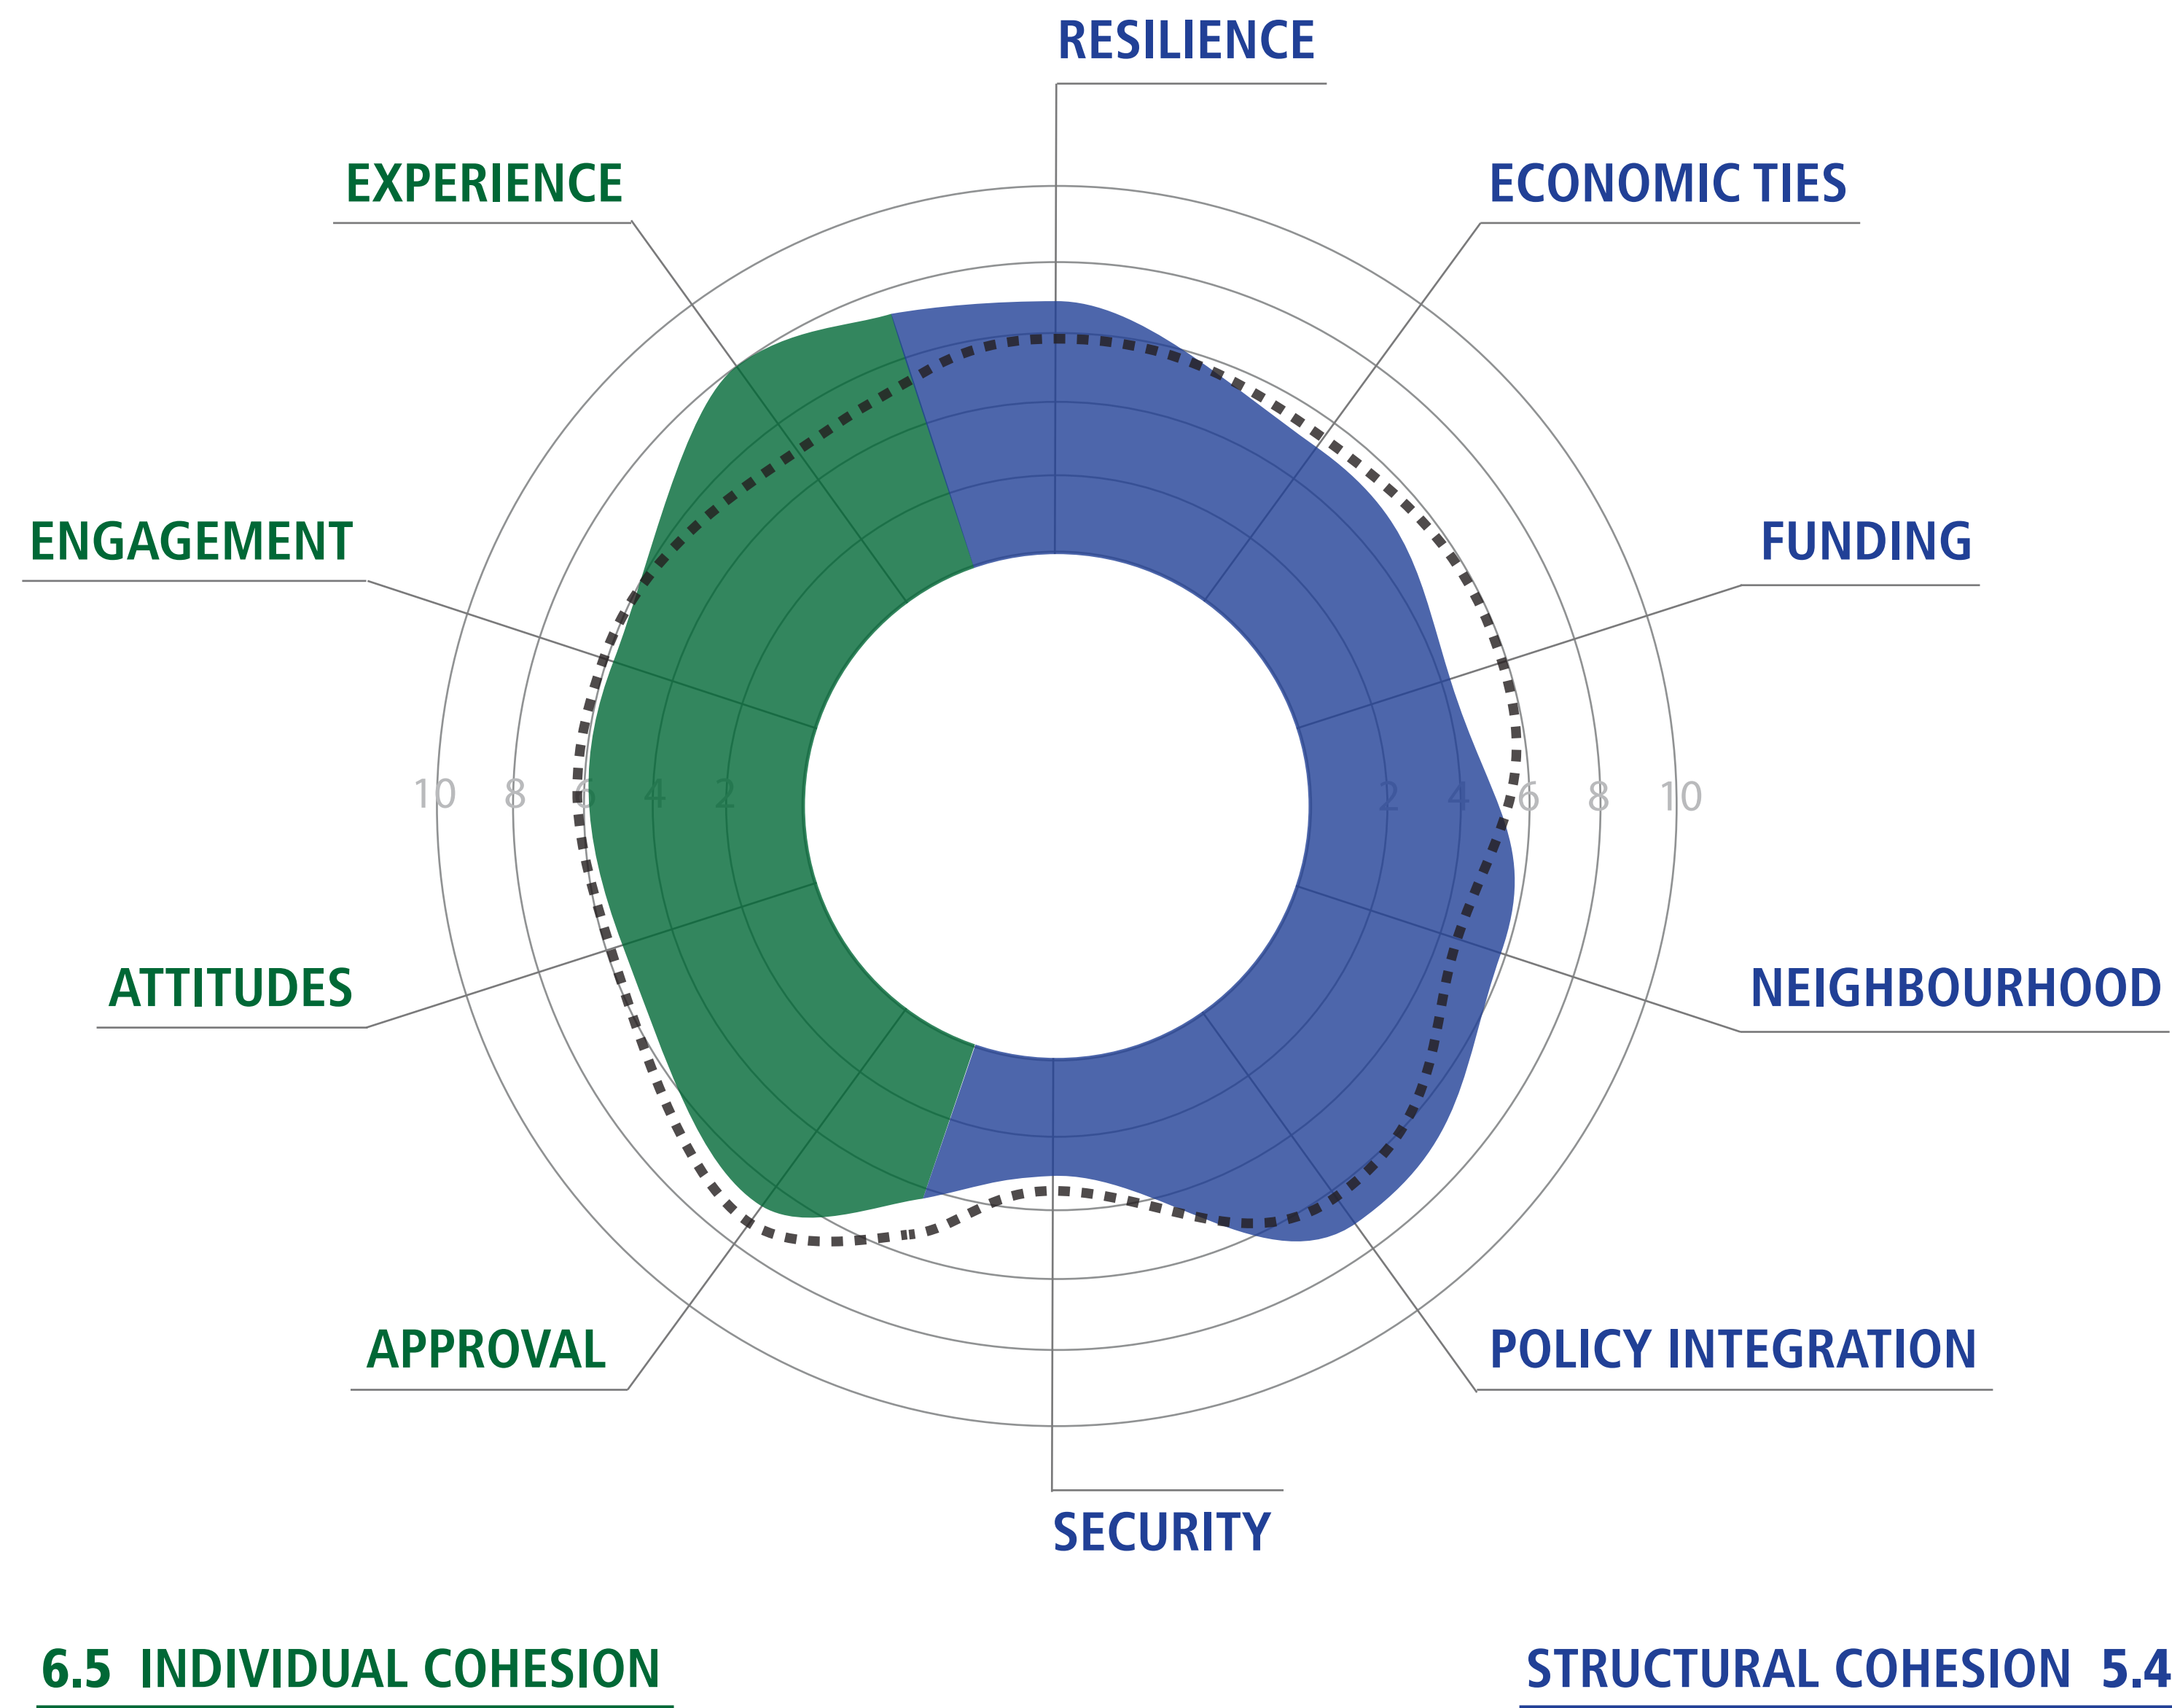 RESILIENCE
EXPERIENCE
ECONOMIC TIES
ENGAGEMENT
FUNDING
10 8 6 4 2 2 4 6 8 10
ATTITUDES
NEIGHBOURHOOD
APPROVAL
POLICY INTEGRATION
SECURITY
6.5 INDIVIDUAL COHESION
STRUCTURAL COHESION 5.4